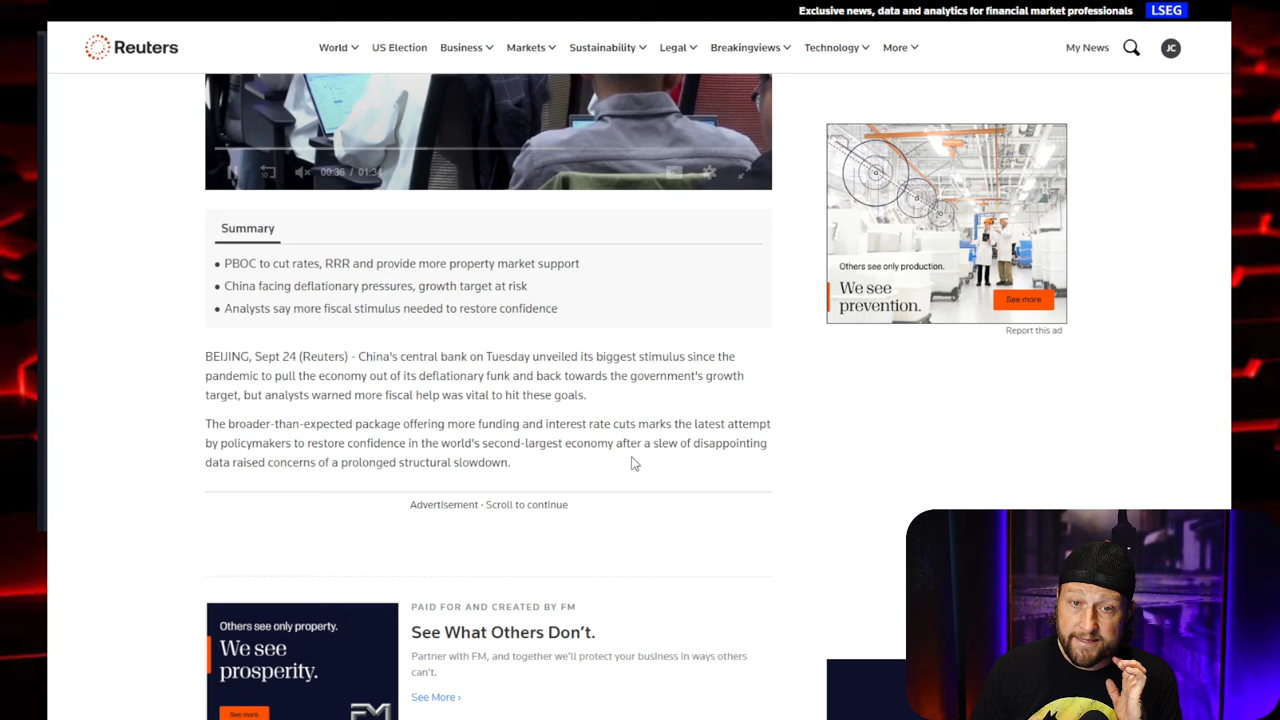 Exclusive news, data and analytics for financial market professionals LSEG
Reuters World US Election Business Markets Sustainability Legal Breakingviews Technology More My News JC
10 00:36 / 01:34
Summary
PBOC to cut rates, RRR and provide more property market support
China facing deflationary pressures, growth target at risk
Analysts say more fiscal stimulus needed to restore confidence
BEIJING, Sept 24 (Reuters) - China's central bank on Tuesday unveiled its biggest stimulus since the
pandemic to pull the economy out of its deflationary funk and back towards the government's growth
target, but analysts warned more fiscal help was vital to hit these goals.
The broader-than-expected package offering more funding and interest rate cuts marks the latest attempt
by policymakers to restore confidence in the world's second-largest economy after a slew of disappointing
data raised concerns of a prolonged structural slowdown.
Advertisement · Scroll to continue
Others see only production.
We see
prevention.
See more
Report this ad
Others see only property.
We see
prosperity.
See more
FM
PAID FOR AND CREATED BY FM
See What Others Don't.
Partner with FM, and together we'll protect your business in ways others
can't.
See More ›